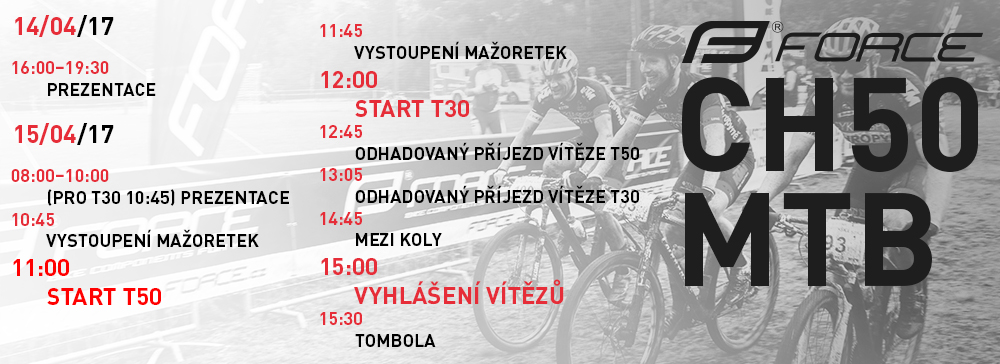 14/04/17
16:00–19:30
PREZENTACE
15/04/17
08:00–10:00
(PRO T30 10:45) PREZENTACE
10:45
VYSTOUPENÍ MAŽORETEK
11:00
START T50
11:45
VYSTOUPENÍ MAŽORETEK
12:00
START T30
12:45
ODHADOVANÝ PŘÍJEZD VÍTĚZE T50
13:05
ODHADOVANÝ PŘÍJEZD VÍTĚZE T30
14:45
MEZI KOLY
15:00
VYHLÁŠENÍ VÍTĚZŮ
15:30
TOMBOLA
® FORCE
CH50
MTB